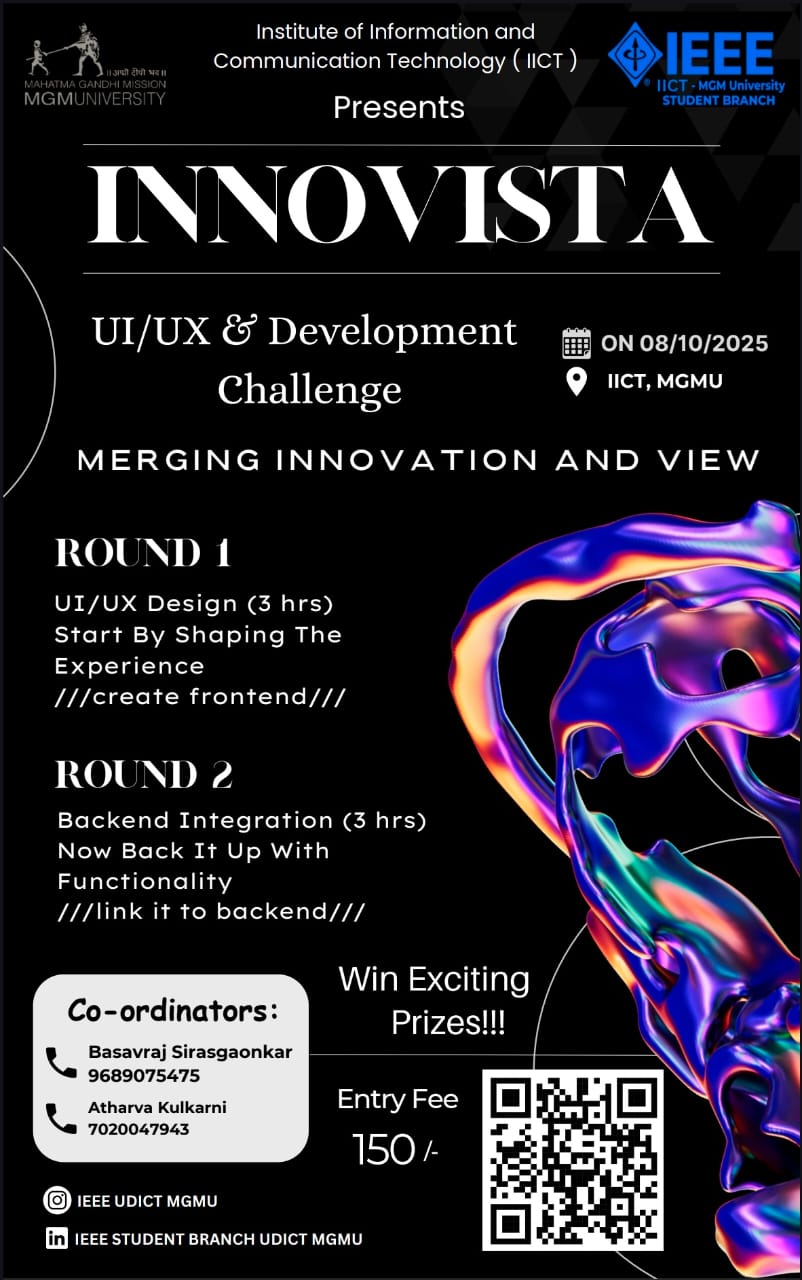 Institute of Information and
Communication Technology ( IICT )
Presents
॥ अथो दीपो भव ॥
MAHATMA GANDHI MISSION
MGMUNIVERSITY
IEEE
IICT - MGM University
STUDENT BRANCH
INNOVISTA
UI/UX & Development
Challenge
ON 08/10/2025
IICT, MGMU
MERGING INNOVATION AND VIEW
ROUND 1
UI/UX Design (3 hrs)
Start By Shaping The
Experience
///create frontend///
ROUND 2
Backend Integration (3 hrs)
Now Back It Up With
Functionality
///link it to backend///
Win Exciting
Prizes!!!
Co-ordinators:
Basavraj Sirasgaonkar
9689075475
Atharva Kulkarni
7020047943
Entry Fee
150 /-
IEEE UDICT MGMU
IEEE STUDENT BRANCH UDICT MGMU